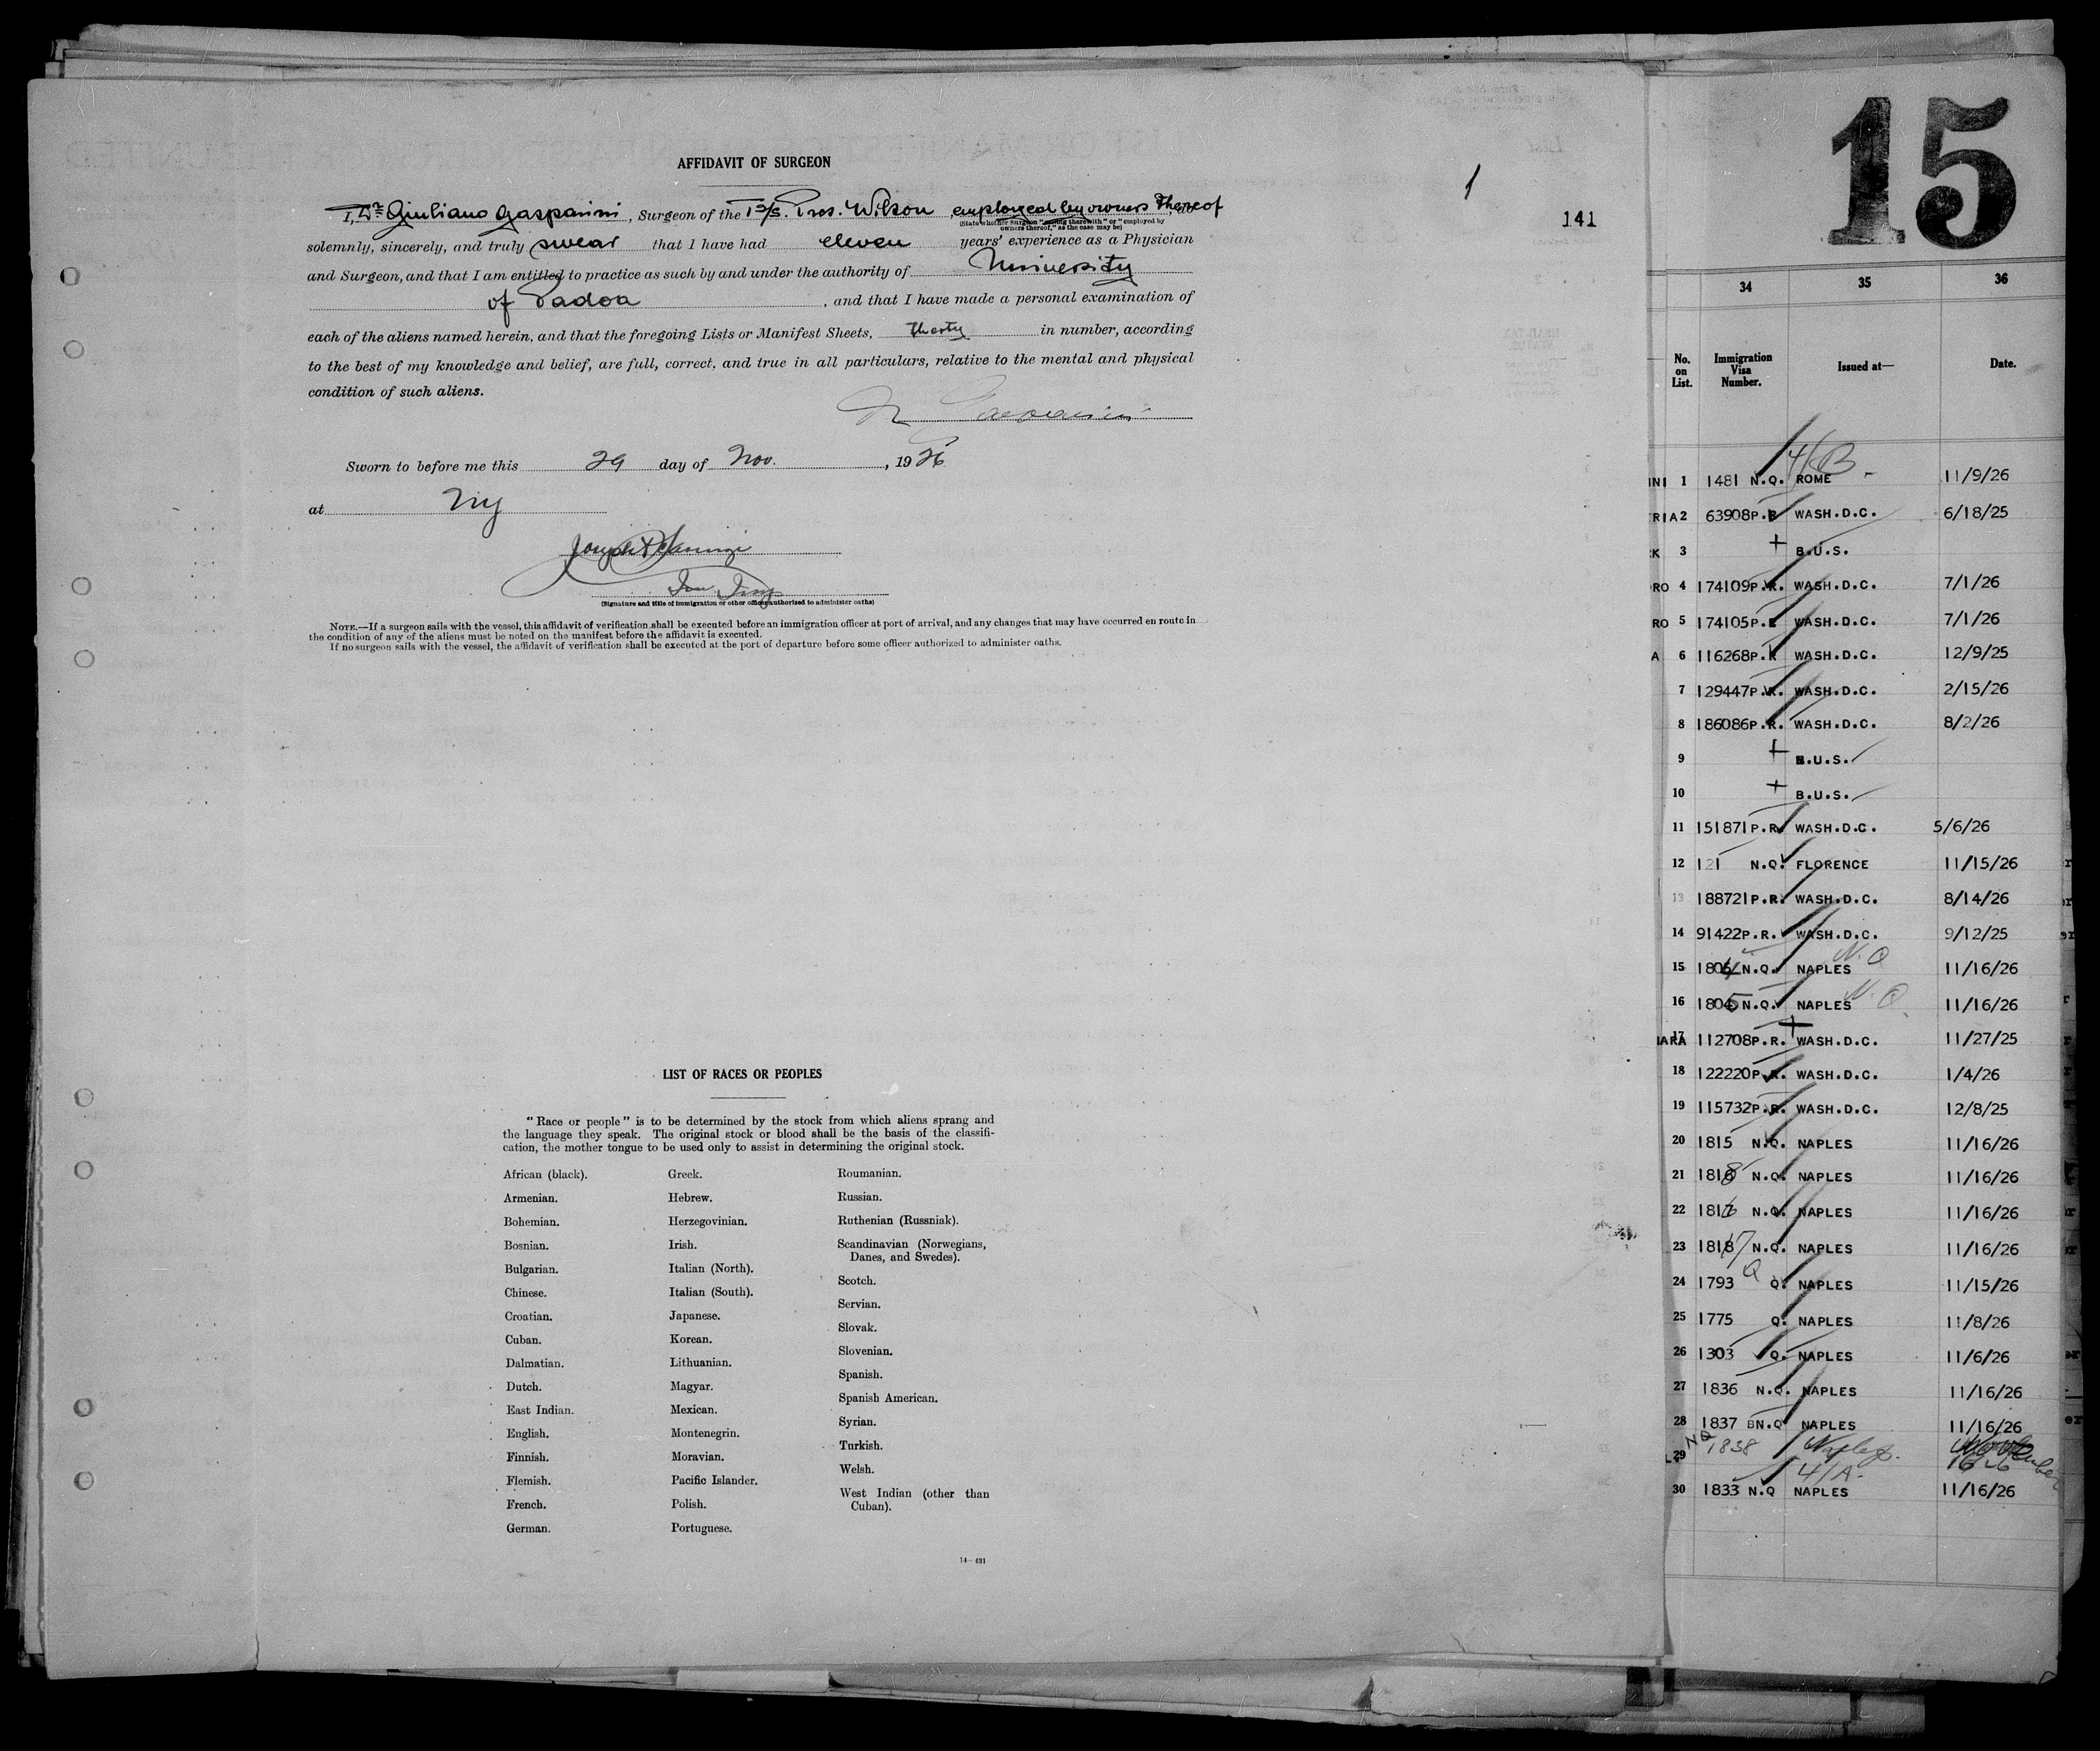 AFFIDAVIT OF SURGEON
1
141
I, Dr Giuliano Gasparini, Surgeon of the T S/S. Pres. Wilson, employed by owners thereof, do
(State whether Surgeon "sailing therewith" or "employed by
owners thereof," as the case may be)
solemnly, sincerely, and truly swear that I have had eleven years' experience as a Physician
and Surgeon, and that I am entitled to practice as such by and under the authority of University
of Padoa, and that I have made a personal examination of
each of the aliens named herein, and that the foregoing Lists or Manifest Sheets, in number, according
to the best of my knowledge and belief, are full, correct, and true in all particulars, relative to the mental and physical
condition of such aliens.
Gasparini
Sworn to before me this 29 day of Nov., 1926
at NY
(Signature and title of immigration or other officer authorized to administer oaths)
NOTE.—If a surgeon sails with the vessel, this affidavit of verification shall be executed before an immigration officer at port of arrival, and any changes that may have occurred en route in
the condition of any of the aliens must be noted on the manifest before the affidavit is executed.
If no surgeon sails with the vessel, the affidavit of verification shall be executed at the port of departure before some officer authorized to administer oaths.
LIST OF RACES OR PEOPLES
"Race or people" is to be determined by the stock from which aliens sprang and
the language they speak. The original stock or blood shall be the basis of the classifi-
cation, the mother tongue to be used only to assist in determining the original stock.
African (black).
Armenian.
Bohemian.
Bosnian.
Bulgarian.
Chinese.
Croatian.
Cuban.
Dalmatian.
Dutch.
East Indian.
English.
Finnish.
Flemish.
French.
German.
Greek.
Hebrew.
Herzegovinian.
Irish.
Italian (North).
Italian (South).
Japanese.
Korean.
Lithuanian.
Magyar.
Mexican.
Montenegrin.
Moravian.
Pacific Islander.
Polish.
Portuguese.
Roumanian.
Russian.
Ruthenian (Russniak).
Scandinavian (Norwegians,
Danes, and Swedes).
Scotch.
Servian.
Slovak.
Slovenian.
Spanish.
Spanish American.
Syrian.
Turkish.
Welsh.
West Indian (other than
Cuban).
14—431
15
34 35 36
No.
on
List.
Immigration
Visa
Number.
Issued at—
Date.
4/B
INI 1 1481 N.Q. ROME 11/9/26
RIA 2 63908 P.R WASH.D.C. 6/18/25
K 3 B.U.S.
RO 4 174109 P.R. WASH.D.C. 7/1/26
RO 5 174105 P.R WASH.D.C. 7/1/26
A 6 116268 P.R WASH.D.C. 12/9/25
7 129447 P.R. WASH.D.C. 2/15/26
8 186086 P.R. WASH.D.C. 8/2/26
9 B.U.S.
10 B.U.S.
11 151871 P.R. WASH.D.C. 5/6/26
12 121 N.Q. FLORENCE 11/15/26
13 188721 P.R. WASH.D.C. 8/14/26
14 91422 P.R. WASH.D.C. 9/12/25
15 1804 N.Q. NAPLES N.Q 11/16/26
16 1805 N.Q. NAPLES N.Q. 11/16/26
IARA 17 112708 P.R. WASH.D.C. 11/27/25
18 122220 P.R. WASH.D.C. 1/4/26
19 115732 P.R. WASH.D.C. 12/8/25
20 1815 N.Q. NAPLES 11/16/26
21 1818 N.Q. NAPLES 11/16/26
22 1816 N.Q. NAPLES 11/16/26
23 1817 N.Q. NAPLES 11/16/26
24 1793 Q Q. NAPLES 11/15/26
25 1775 Q. NAPLES 11/8/26
26 1303 Q. NAPLES 11/6/26
27 1836 N.Q. NAPLES 11/16/26
28 1837 BN.Q NAPLES 11/16/26
29 NQ 1838 Naples
4/A
30 1833 N.Q NAPLES 11/16/26